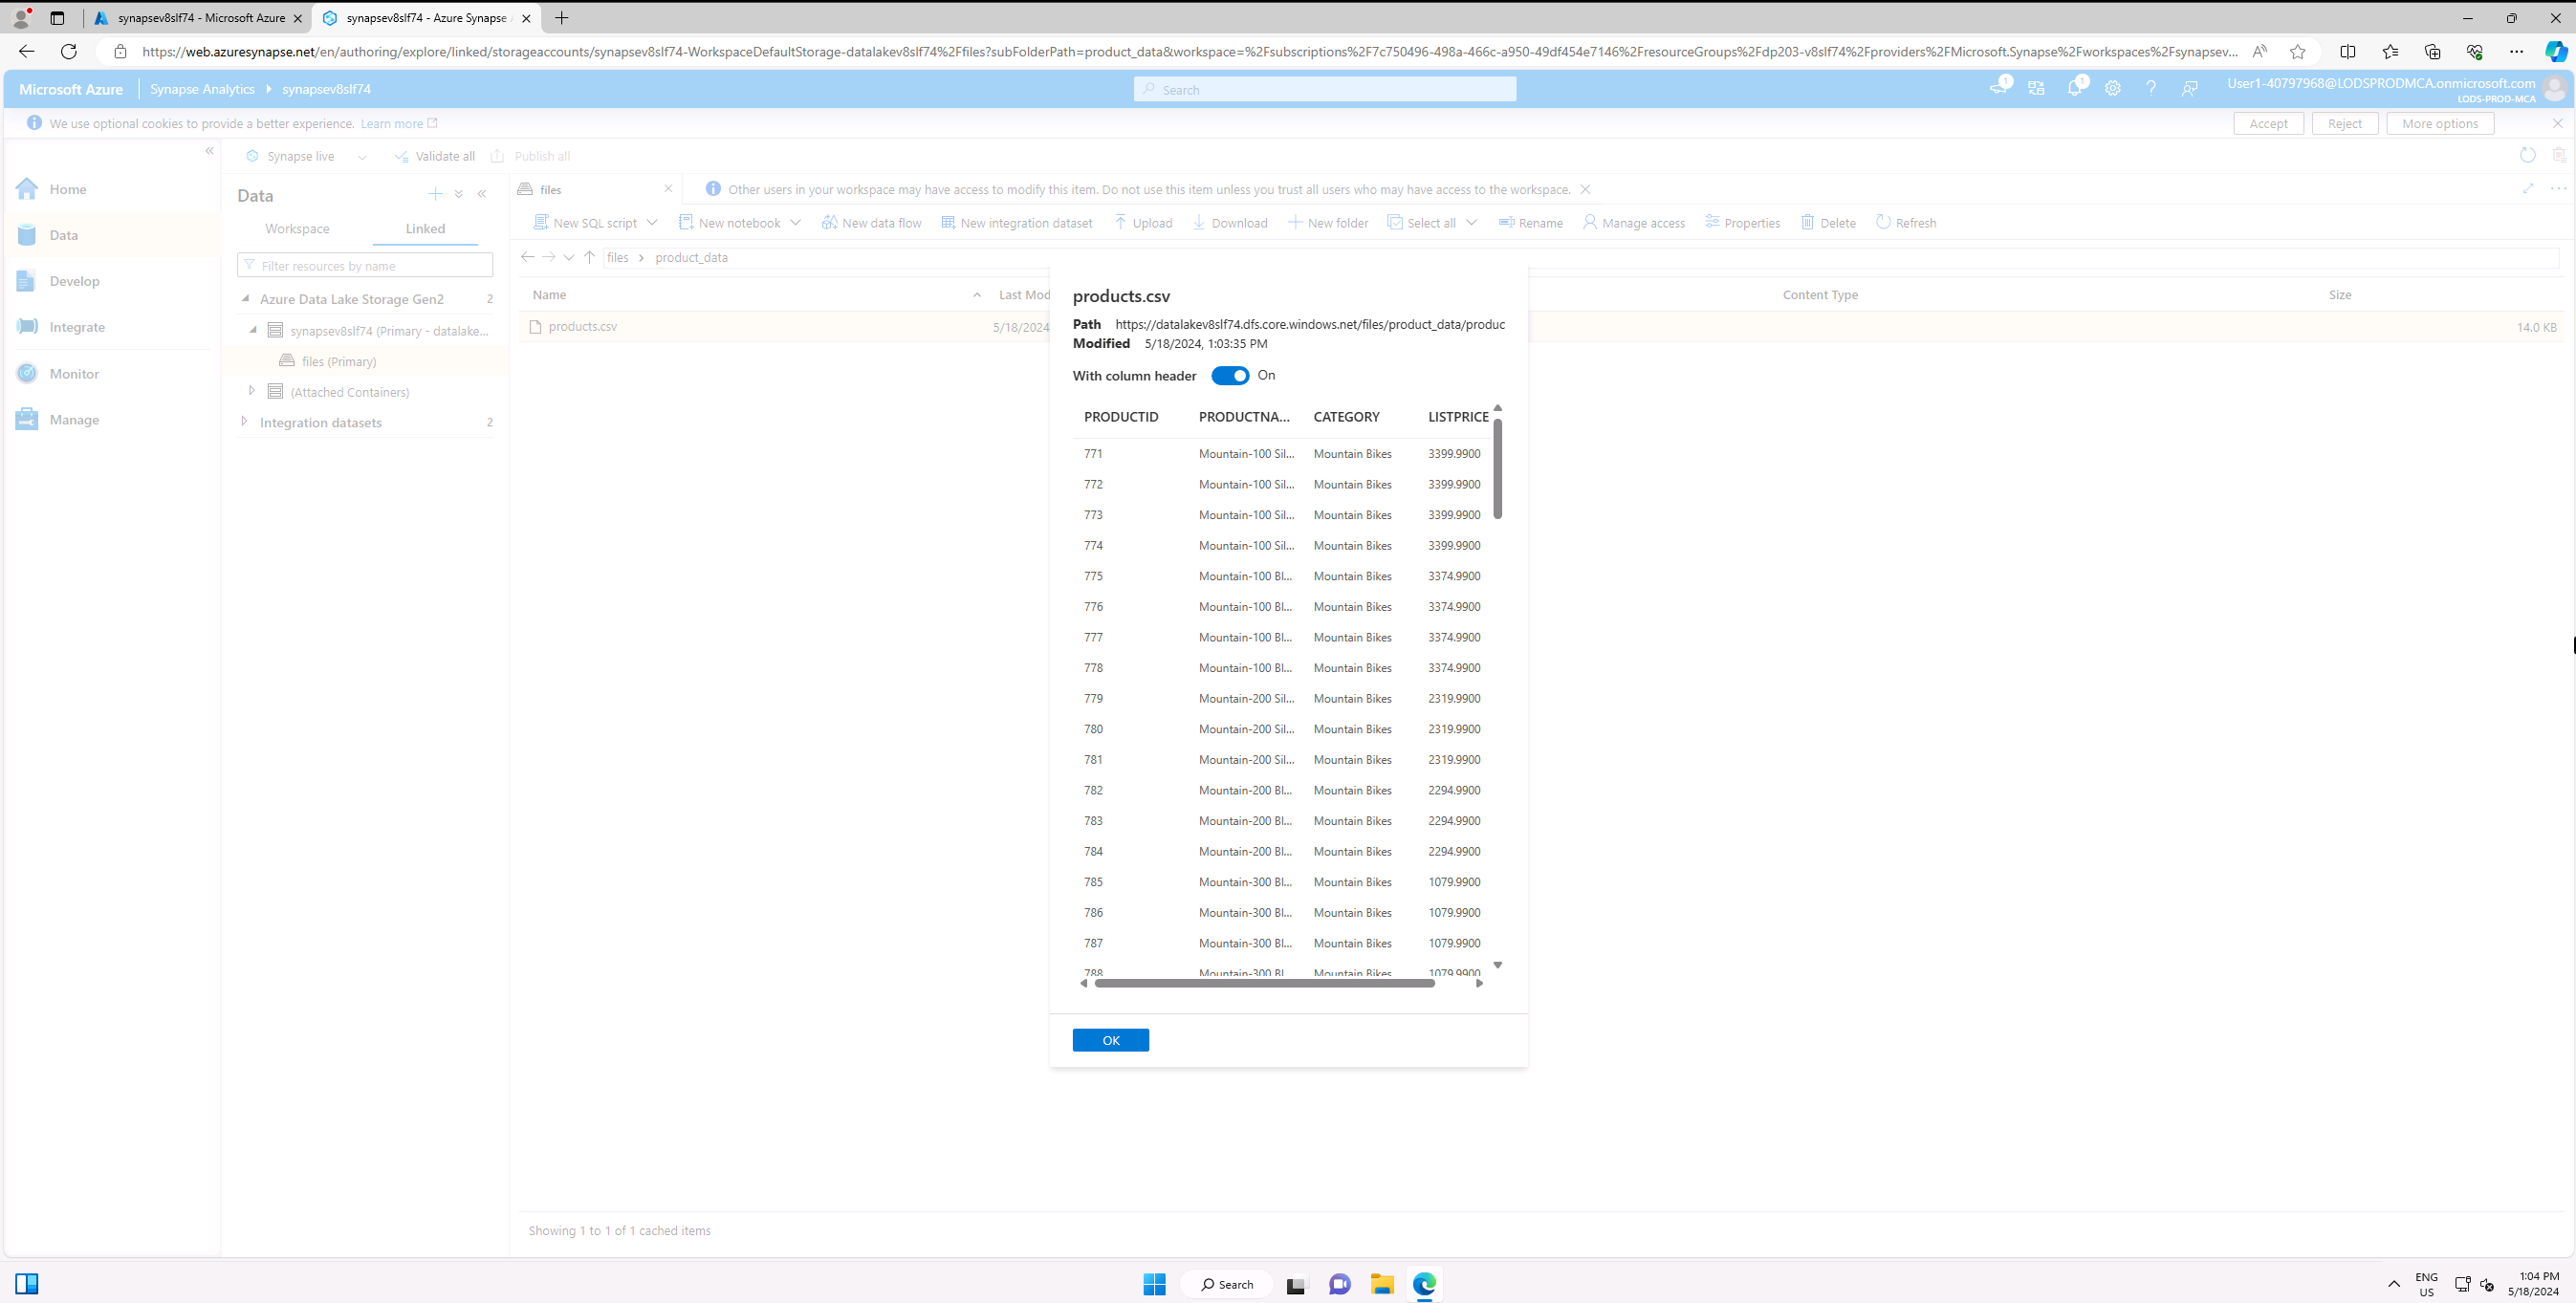 synapsev8slf74 - Microsoft Azure
synapsev8slf74 - Azure Synapse
https://web.azuresynapse.net/en/authoring/explore/linked/storageaccounts/synapsev8slf74-WorkspaceDefaultStorage-datalakev8slf74%2Ffiles?subFolderPath=product_data&workspace=%2Fsubscriptions%2F7c750496-498a-466c-a950-49df454e7146%2FresourceGroups%2Fdp203-v8slf74%2Fproviders%2FMicrosoft.Synapse%2Fworkspaces%2Fsynapsev...
Microsoft Azure
Synapse Analytics
synapsev8slf74
Search
1
1
User1-40797968@LODSPRODMCA.onmicrosoft.com
LODS-PROD-MCA
We use optional cookies to provide a better experience. Learn more
Accept
Reject
More options
Synapse live
Validate all
Publish all
Home
Data
Develop
Integrate
Monitor
Manage
Data
Workspace
Linked
Filter resources by name
Azure Data Lake Storage Gen2 2
synapsev8slf74 (Primary - datalake...
files (Primary)
(Attached Containers)
Integration datasets 2
files
Other users in your workspace may have access to modify this item. Do not use this item unless you trust all users who may have access to the workspace.
New SQL script
New notebook
New data flow
New integration dataset
Upload
Download
New folder
Select all
Rename
Manage access
Properties
Delete
Refresh
files > product_data
Name Last Mod Content Type Size
products.csv 5/18/2024 14.0 KB
products.csv
Path https://datalakev8slf74.dfs.core.windows.net/files/product_data/produc
Modified 5/18/2024, 1:03:35 PM
With column header On
PRODUCTID PRODUCTNA... CATEGORY LISTPRICE
771 Mountain-100 Sil... Mountain Bikes 3399.9900
772 Mountain-100 Sil... Mountain Bikes 3399.9900
773 Mountain-100 Sil... Mountain Bikes 3399.9900
774 Mountain-100 Sil... Mountain Bikes 3399.9900
775 Mountain-100 Bl... Mountain Bikes 3374.9900
776 Mountain-100 Bl... Mountain Bikes 3374.9900
777 Mountain-100 Bl... Mountain Bikes 3374.9900
778 Mountain-100 Bl... Mountain Bikes 3374.9900
779 Mountain-200 Sil... Mountain Bikes 2319.9900
780 Mountain-200 Sil... Mountain Bikes 2319.9900
781 Mountain-200 Sil... Mountain Bikes 2319.9900
782 Mountain-200 Bl... Mountain Bikes 2294.9900
783 Mountain-200 Bl... Mountain Bikes 2294.9900
784 Mountain-200 Bl... Mountain Bikes 2294.9900
785 Mountain-300 Bl... Mountain Bikes 1079.9900
786 Mountain-300 Bl... Mountain Bikes 1079.9900
787 Mountain-300 Bl... Mountain Bikes 1079.9900
788 Mountain-300 Bl... Mountain Bikes 1079.9900
OK
Showing 1 to 1 of 1 cached items
Search
ENG
US
1:04 PM
5/18/2024